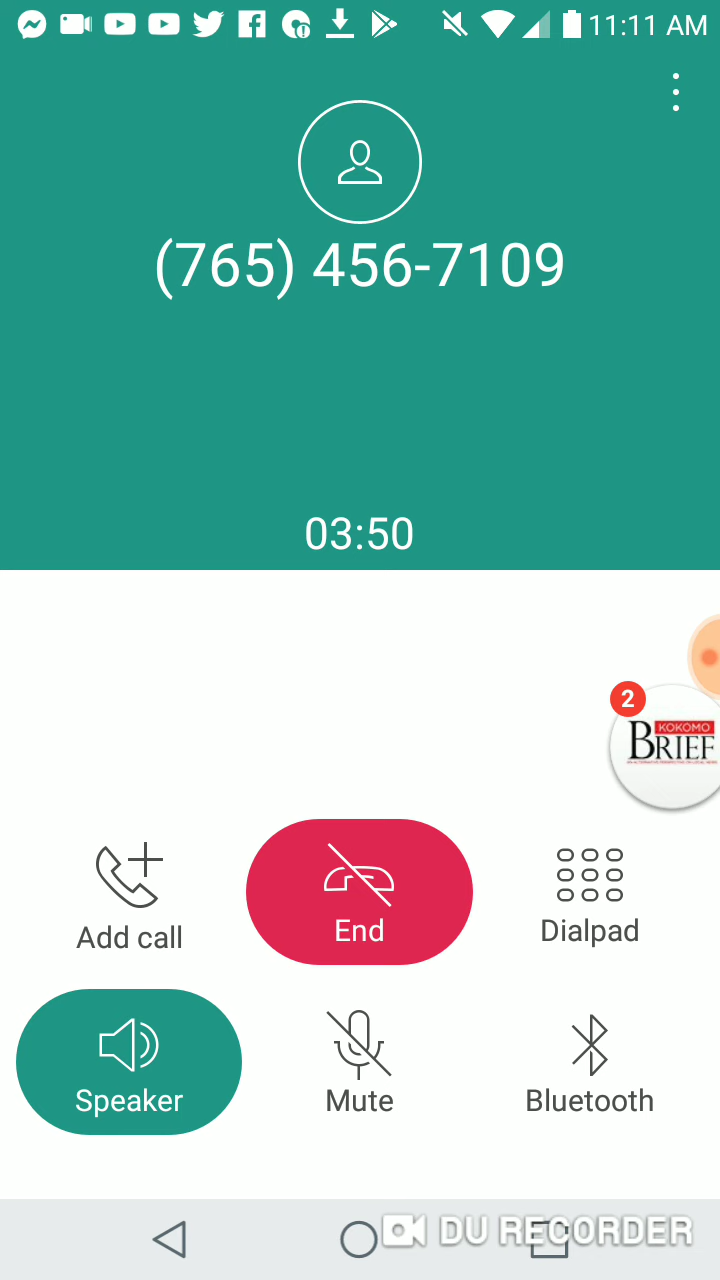 11:11 AM
(765) 456-7109
03:50
2
KOKOMO
BRIEF
Add call
End
Dialpad
Speaker
Mute
Bluetooth
DU RECORDER